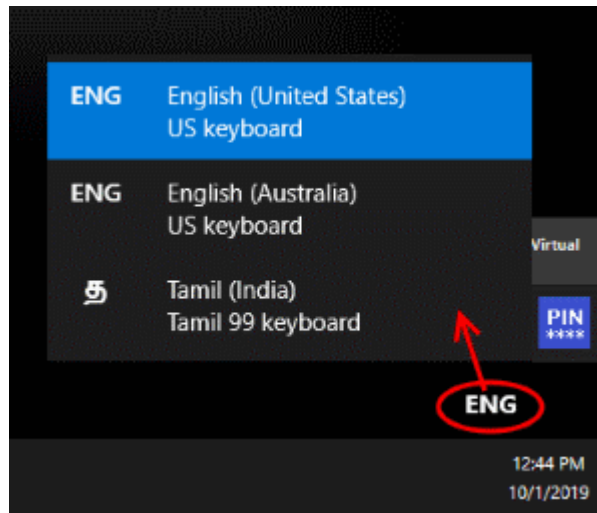 ENG English (United States)
US keyboard
ENG English (Australia)
US keyboard
Virtual
த Tamil (India)
Tamil 99 keyboard
PIN
****
ENG
12:44 PM
10/1/2019